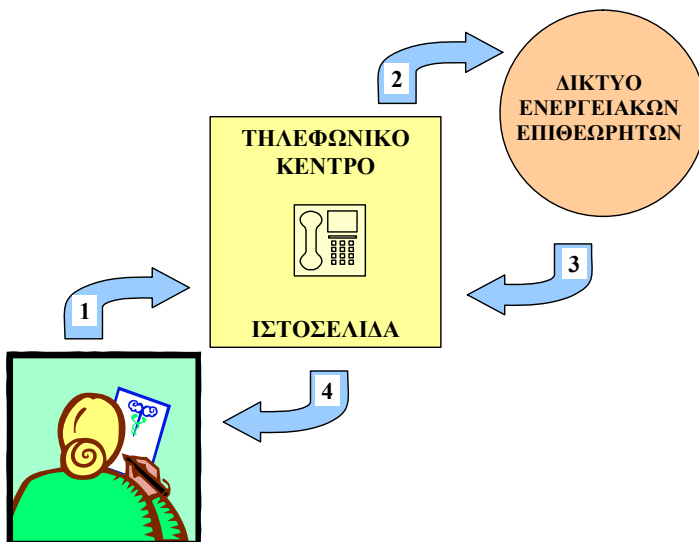 2
ΔΙΚΤΥΟ
ΕΝΕΡΓΕΙΑΚΩΝ
ΕΠΙΘΕΩΡΗΤΩΝ
ΤΗΛΕΦΩΝΙΚΟ
ΚΕΝΤΡΟ
3
1
ΙΣΤΟΣΕΛΙΔΑ
4